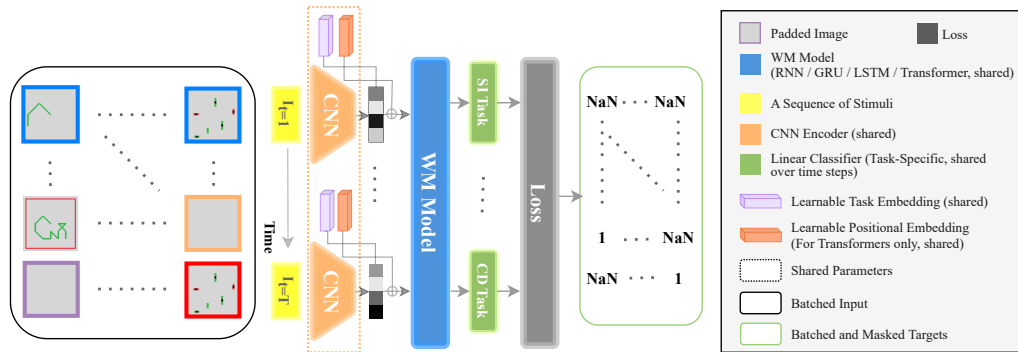 I t=1
Time
I t=T
CNN
CNN
WM Model
SI Task
CD Task
Loss
NaN NaN
1 NaN
NaN 1
Padded Image
Loss
WM Model
(RNN / GRU / LSTM / Transformer, shared)
A Sequence of Stimuli
CNN Encoder (shared)
Linear Classifier (Task-Specific, shared
over time steps)
Learnable Task Embedding (shared)
Learnable Positional Embedding
(For Transformers only, shared)
Shared Parameters
Batched Input
Batched and Masked Targets